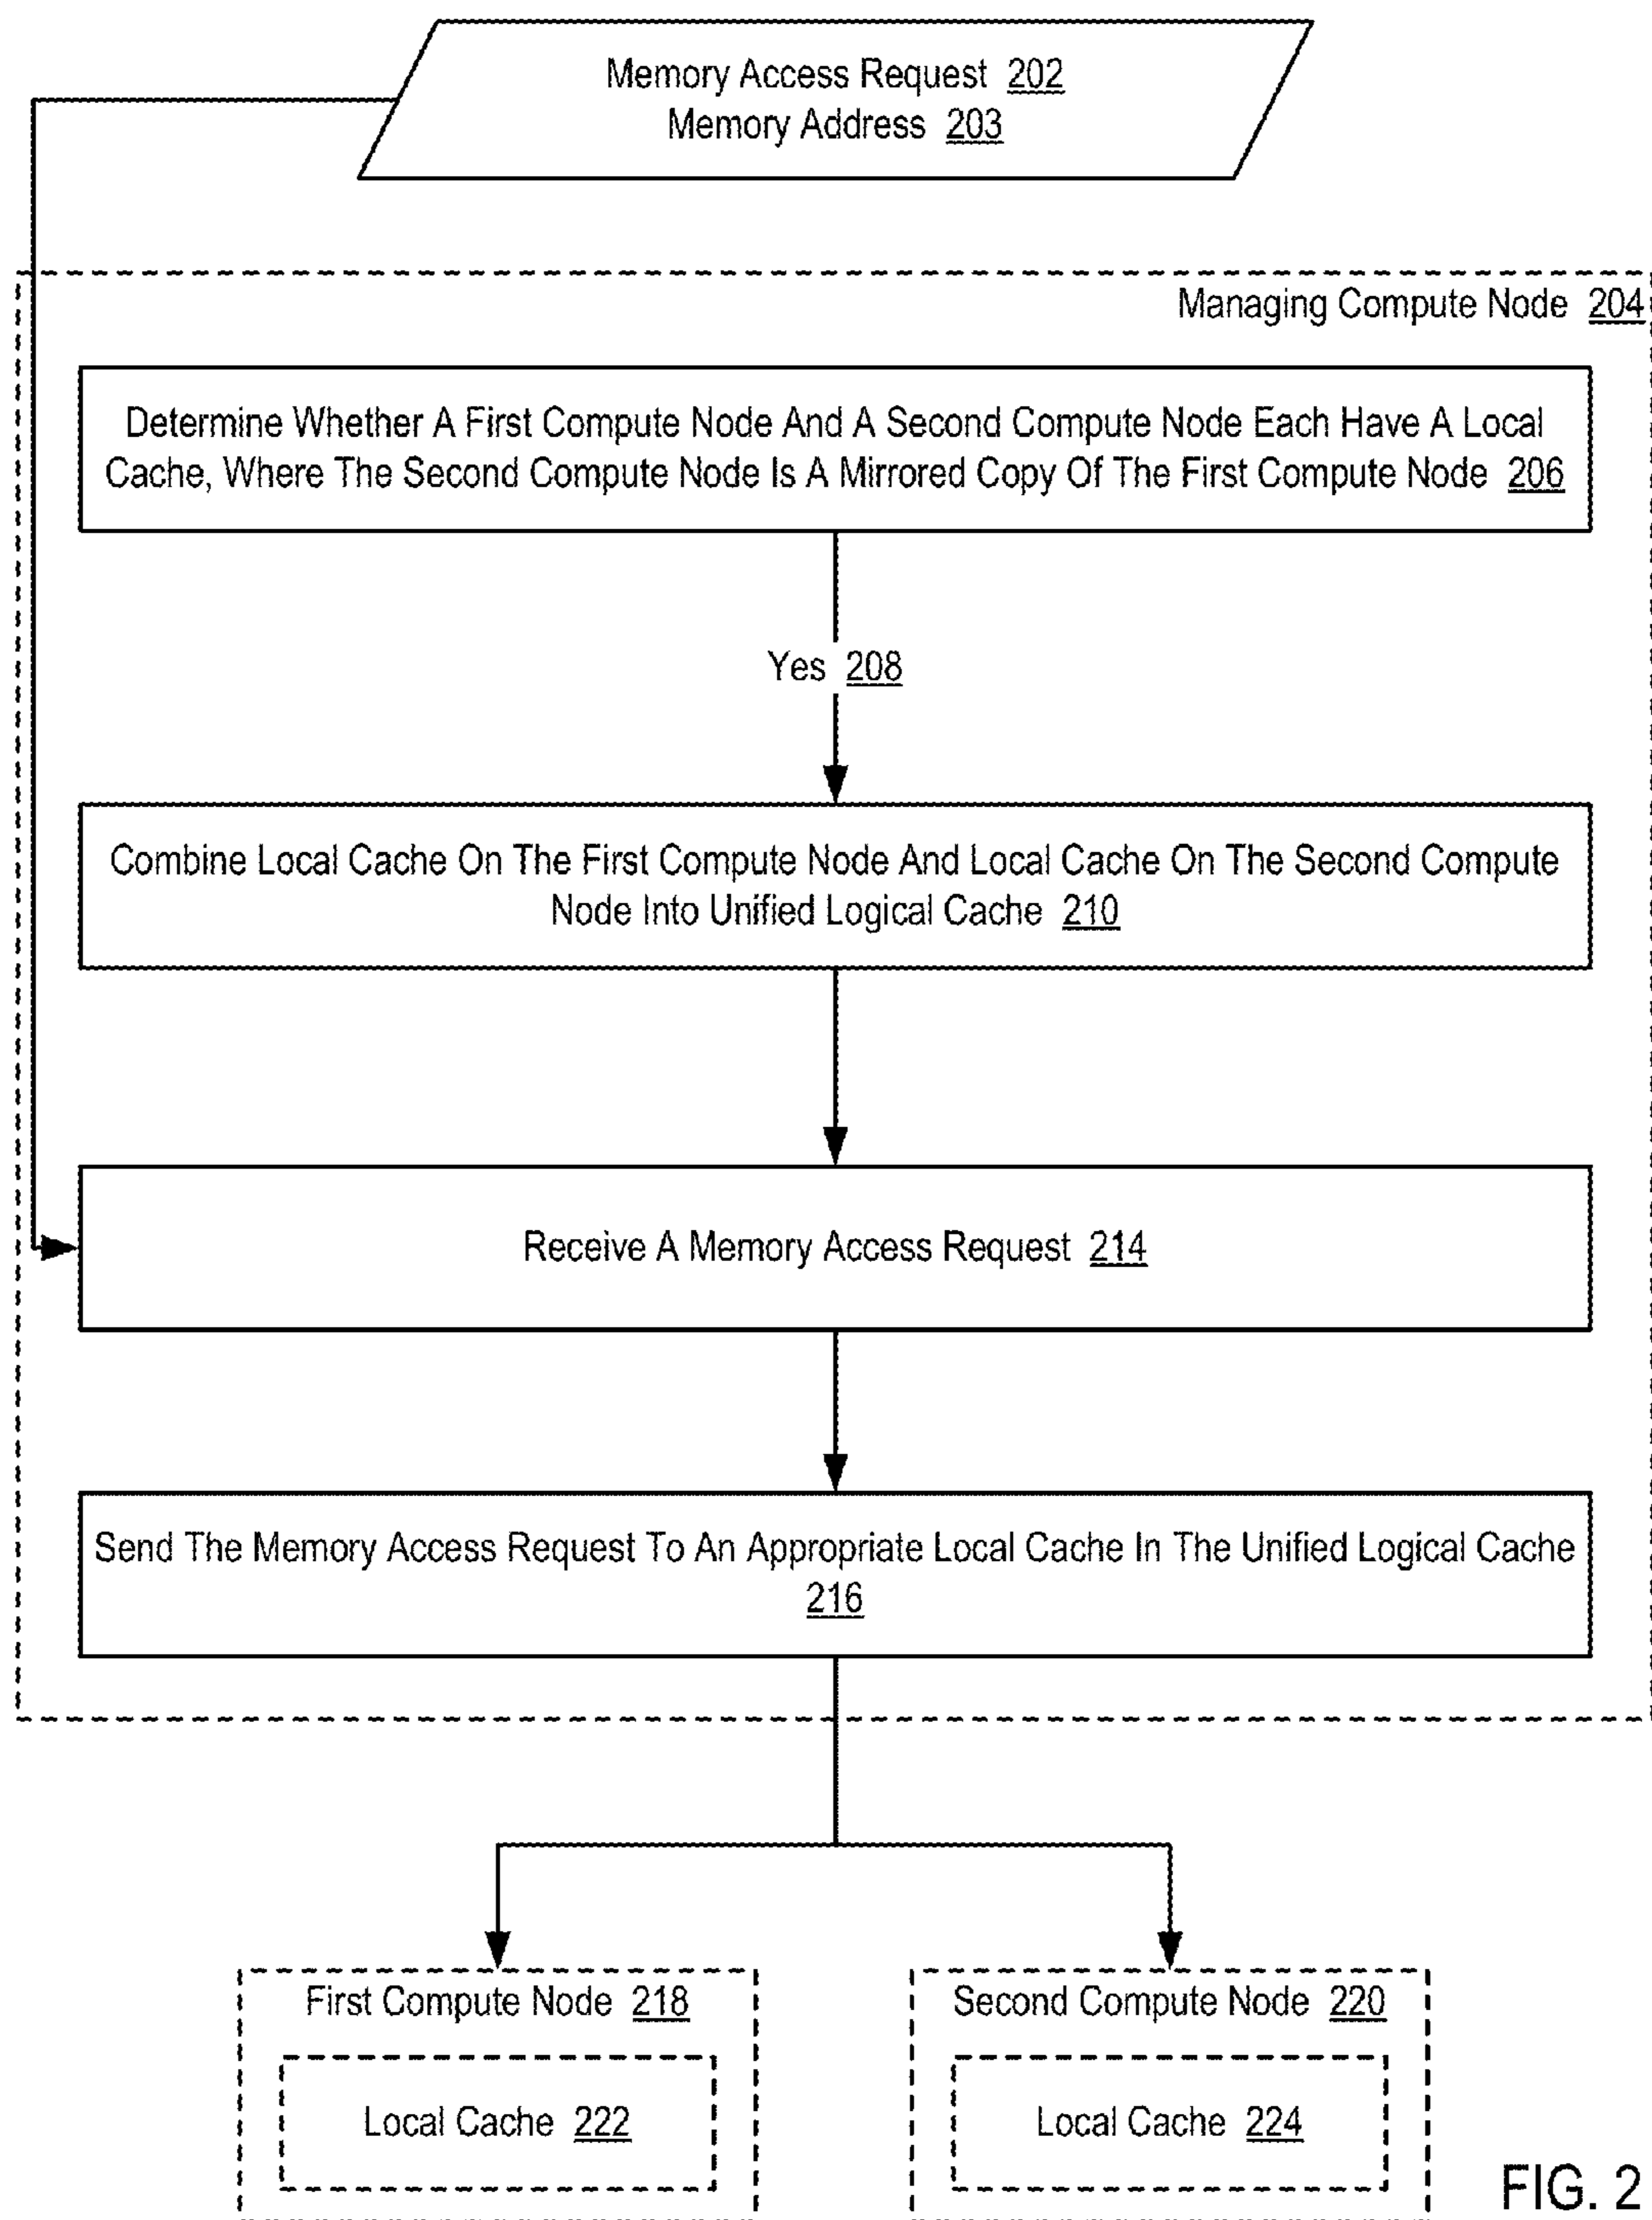 Memory Access Request 202
Memory Address 203
Managing Compute Node 204
Determine Whether A First Compute Node And A Second Compute Node Each Have A Local
Cache, Where The Second Compute Node Is A Mirrored Copy Of The First Compute Node 206
Yes 208
Combine Local Cache On The First Compute Node And Local Cache On The Second Compute
Node Into Unified Logical Cache 210
Receive A Memory Access Request 214
Send The Memory Access Request To An Appropriate Local Cache In The Unified Logical Cache
216
First Compute Node 218
Second Compute Node 220
Local Cache 222
Local Cache 224
FIG. 2